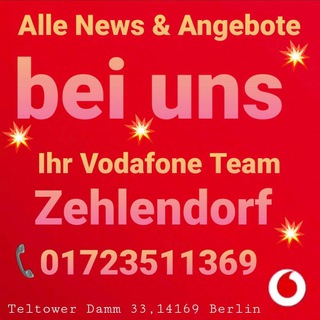 Alle News & Angebote
bei uns
Ihr Vodafone Team
Zehlendorf
01723511369
Teltower Damm 33,14169 Berlin